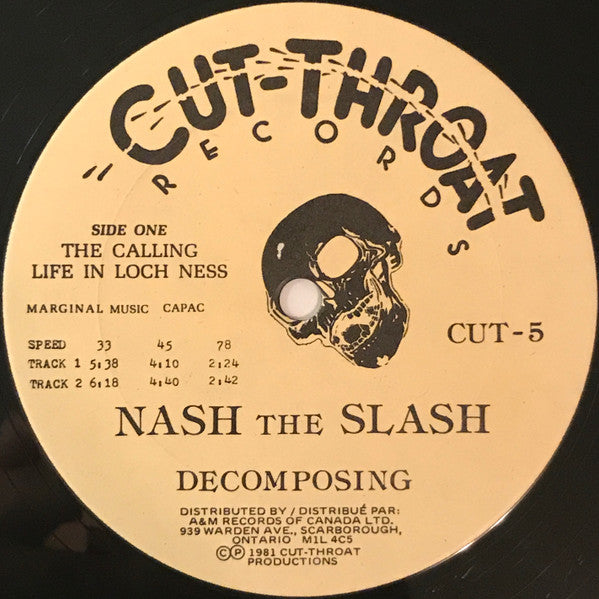 CUT-THROAT
RECORDS
SIDE ONE
THE CALLING
LIFE IN LOCH NESS
MARGINAL MUSIC CAPAC
SPEED 33 45 78
TRACK 1 5:38 4:10 2:24
TRACK 2 6:18 4:40 2:42
CUT-5
NASH THE SLASH
DECOMPOSING
DISTRIBUTED BY / DISTRIBUÉ PAR:
A&M RECORDS OF CANADA LTD.
939 WARDEN AVE., SCARBOROUGH,
ONTARIO M1L 4C5
©℗ 1981 CUT-THROAT
PRODUCTIONS